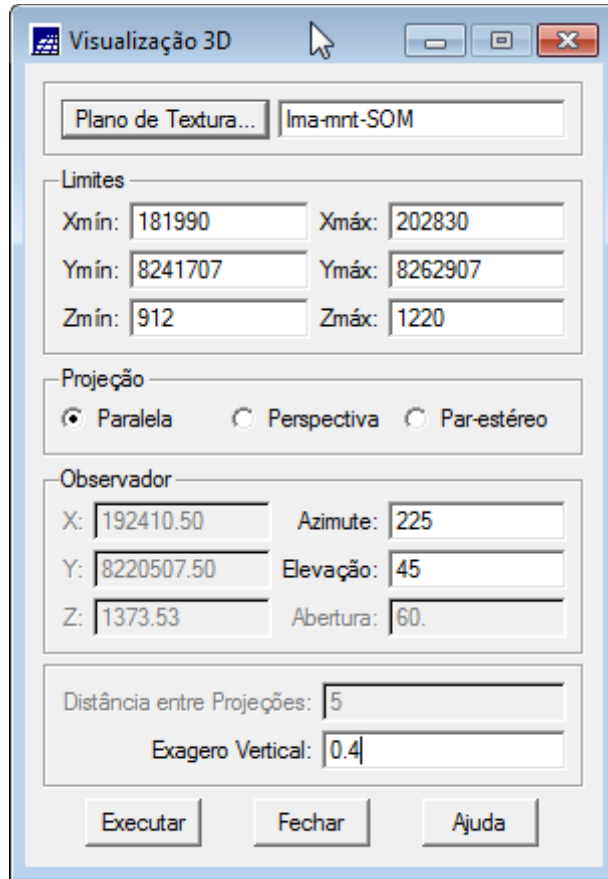 Visualização 3D
Plano de Textura... Ima-mnt-SOM
Limites
Xmín: 181990 Xmáx: 202830
Ymín: 8241707 Ymáx: 8262907
Zmín: 912 Zmáx: 1220
Projeção
Paralela Perspectiva Par-estéreo
Observador
X: 192410.50 Azimute: 225
Y: 8220507.50 Elevação: 45
Z: 1373.53 Abertura: 60.
Distância entre Projeções: 5
Exagero Vertical: 0.4
Executar Fechar Ajuda